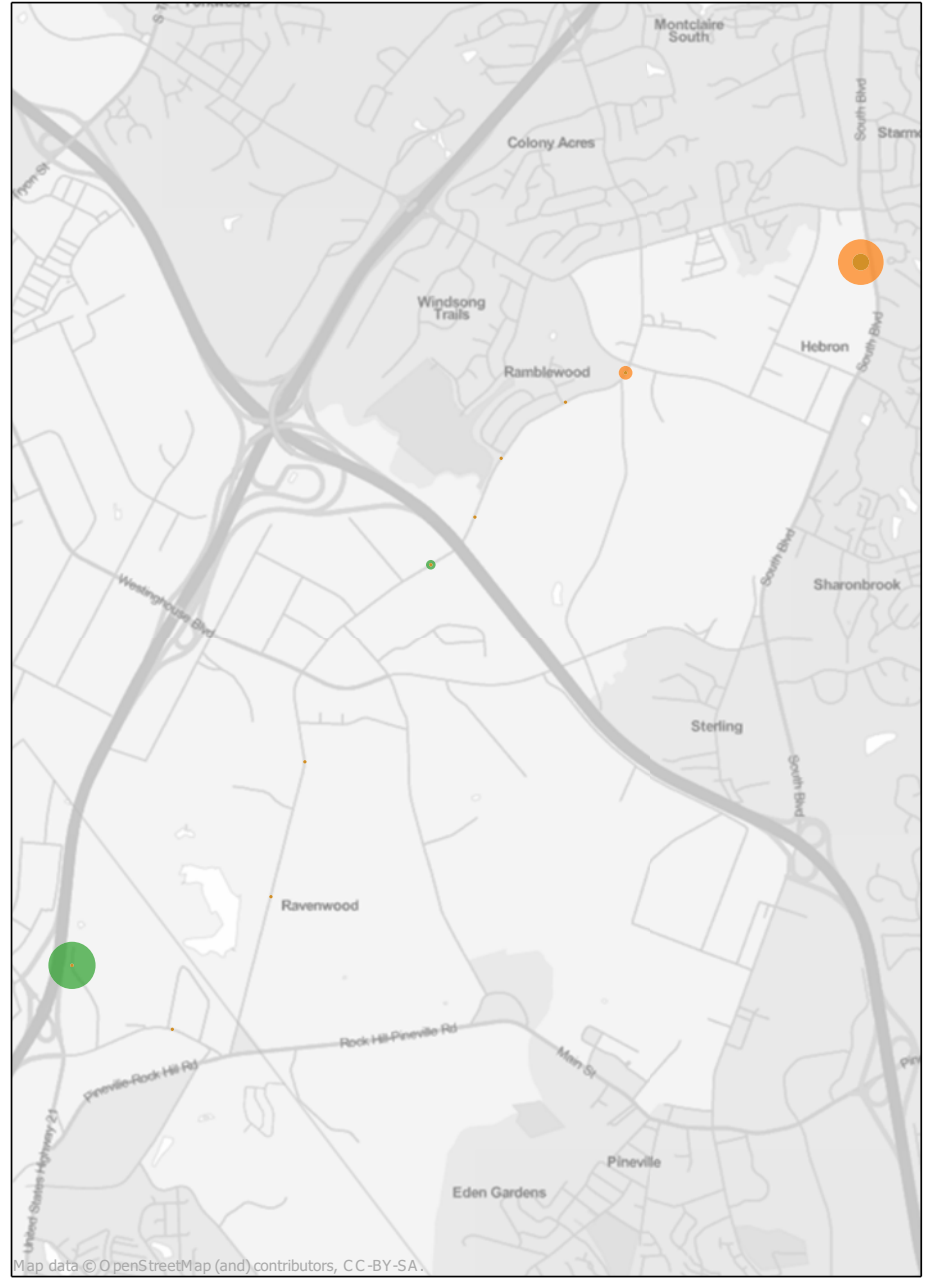 Montclaire
South
South Blvd
Colony Acres
Windsong
Trails
South Blvd
Hebron
Ramblewood
South Blvd
Westinghouse Blvd
Sharonbrook
Sterling
South Blvd
Ravenwood
Rock Hill-Pineville Rd
Main St
Pineville-Rock Hill Rd
United States Highway 21
Pineville
Eden Gardens
Map data © OpenStreetMap (and) contributors, CC-BY-SA.